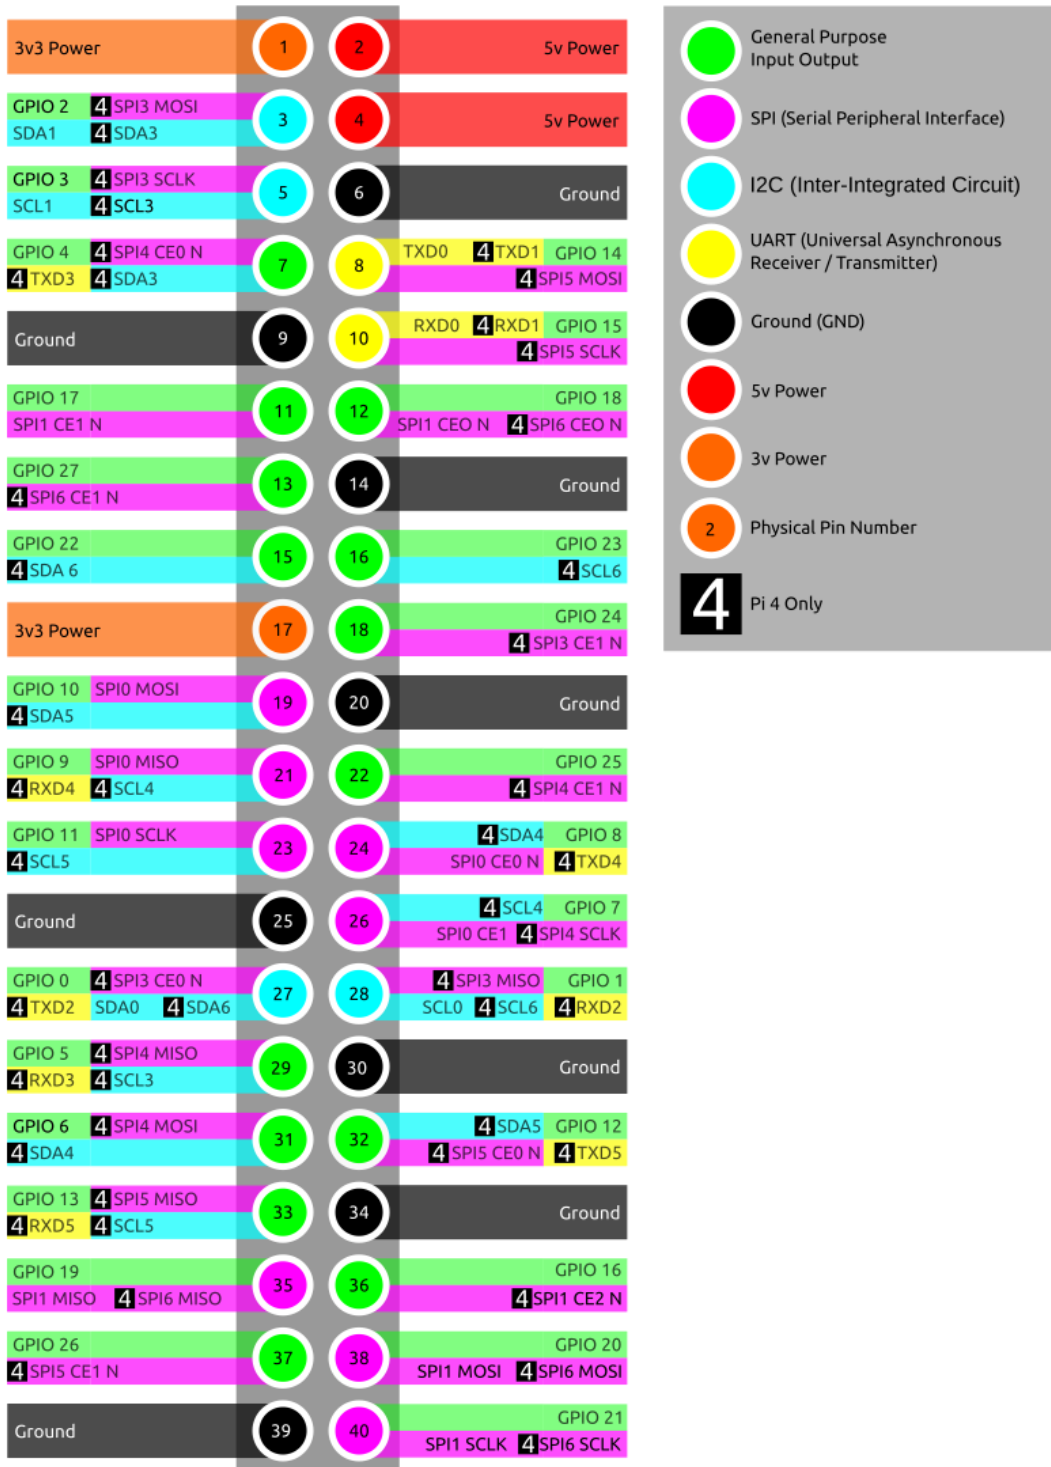 3v3 Power 1 2 5v Power
GPIO 2 4 SPI3 MOSI
SDA1 4 SDA3
3 4 5v Power
GPIO 3 4 SPI3 SCLK
SCL1 4 SCL3
5 6 Ground
GPIO 4 4 SPI4 CE0 N
4 TXD3 4 SDA3
7 8
TXD0 4 TXD1 GPIO 14
4 SPI5 MOSI
Ground 9 10
RXD0 4 RXD1 GPIO 15
4 SPI5 SCLK
GPIO 17
SPI1 CE1 N
11 12
GPIO 18
SPI1 CEO N 4 SPI6 CEO N
GPIO 27
4 SPI6 CE1 N
13 14 Ground
GPIO 22
4 SDA 6
15 16
GPIO 23
4 SCL6
3v3 Power 17 18
GPIO 24
4 SPI3 CE1 N
GPIO 10 SPI0 MOSI
4 SDA5
19 20 Ground
GPIO 9 SPI0 MISO
4 RXD4 4 SCL4
21 22
GPIO 25
4 SPI4 CE1 N
GPIO 11 SPI0 SCLK
4 SCL5
23 24
4 SDA4 GPIO 8
SPI0 CE0 N 4 TXD4
Ground 25 26
4 SCL4 GPIO 7
SPI0 CE1 4 SPI4 SCLK
GPIO 0 4 SPI3 CE0 N
4 TXD2 SDA0 4 SDA6
27 28
4 SPI3 MISO GPIO 1
SCL0 4 SCL6 4 RXD2
GPIO 5 4 SPI4 MISO
4 RXD3 4 SCL3
29 30 Ground
GPIO 6 4 SPI4 MOSI
4 SDA4
31 32
4 SDA5 GPIO 12
4 SPI5 CE0 N 4 TXD5
GPIO 13 4 SPI5 MISO
4 RXD5 4 SCL5
33 34 Ground
GPIO 19
SPI1 MISO 4 SPI6 MISO
35 36
GPIO 16
4 SPI1 CE2 N
GPIO 26
4 SPI5 CE1 N
37 38
GPIO 20
SPI1 MOSI 4 SPI6 MOSI
Ground 39 40
GPIO 21
SPI1 SCLK 4 SPI6 SCLK
General Purpose
Input Output
SPI (Serial Peripheral Interface)
I2C (Inter-Integrated Circuit)
UART (Universal Asynchronous
Receiver / Transmitter)
Ground (GND)
5v Power
3v Power
2 Physical Pin Number
4 Pi 4 Only